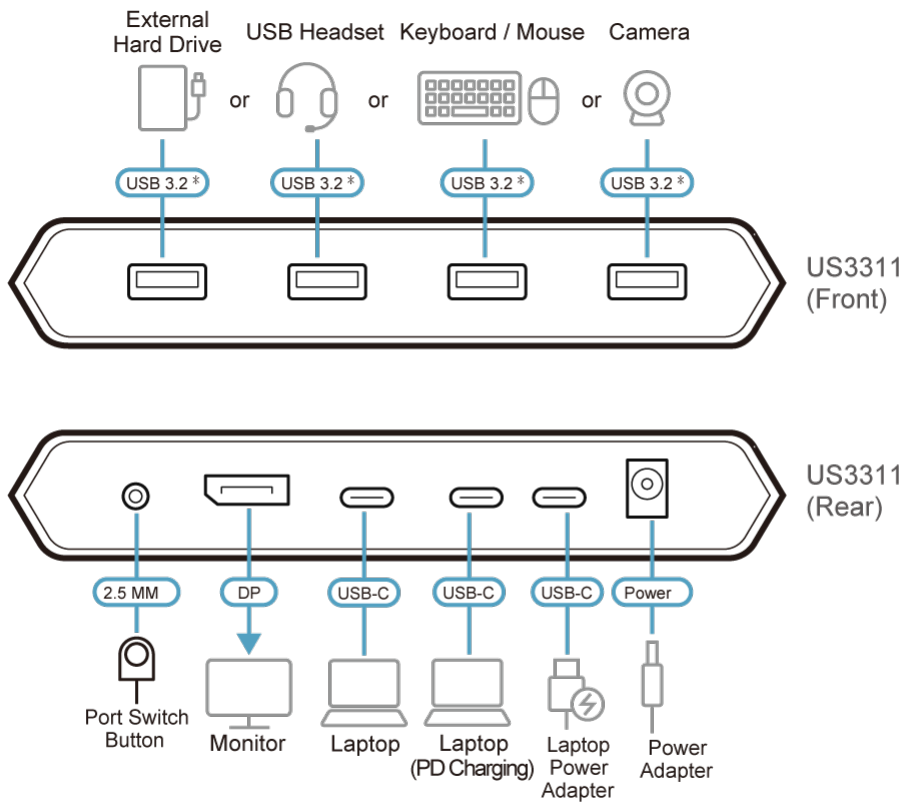 External
Hard Drive
USB Headset
Keyboard / Mouse
Camera
or
or
or
USB 3.2 *
USB 3.2 *
USB 3.2 *
USB 3.2 *
US3311
(Front)
US3311
(Rear)
2.5 MM
DP
USB-C
USB-C
USB-C
Power
Port Switch
Button
Monitor
Laptop
Laptop
(PD Charging)
Laptop
Power
Adapter
Power
Adapter